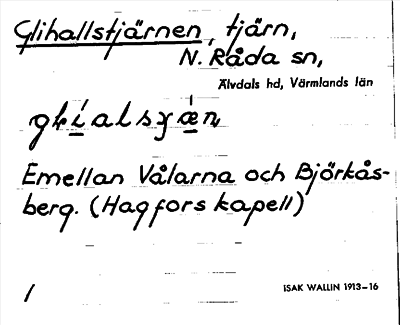 Glihallstjärnen, tjärn,
N. Råda sn,
Älvdals hd, Värmlands län
Emellan Vålarna och Björkås-
berg. (Hagfors kapell)
/
ISAK WALLIN 1913–16